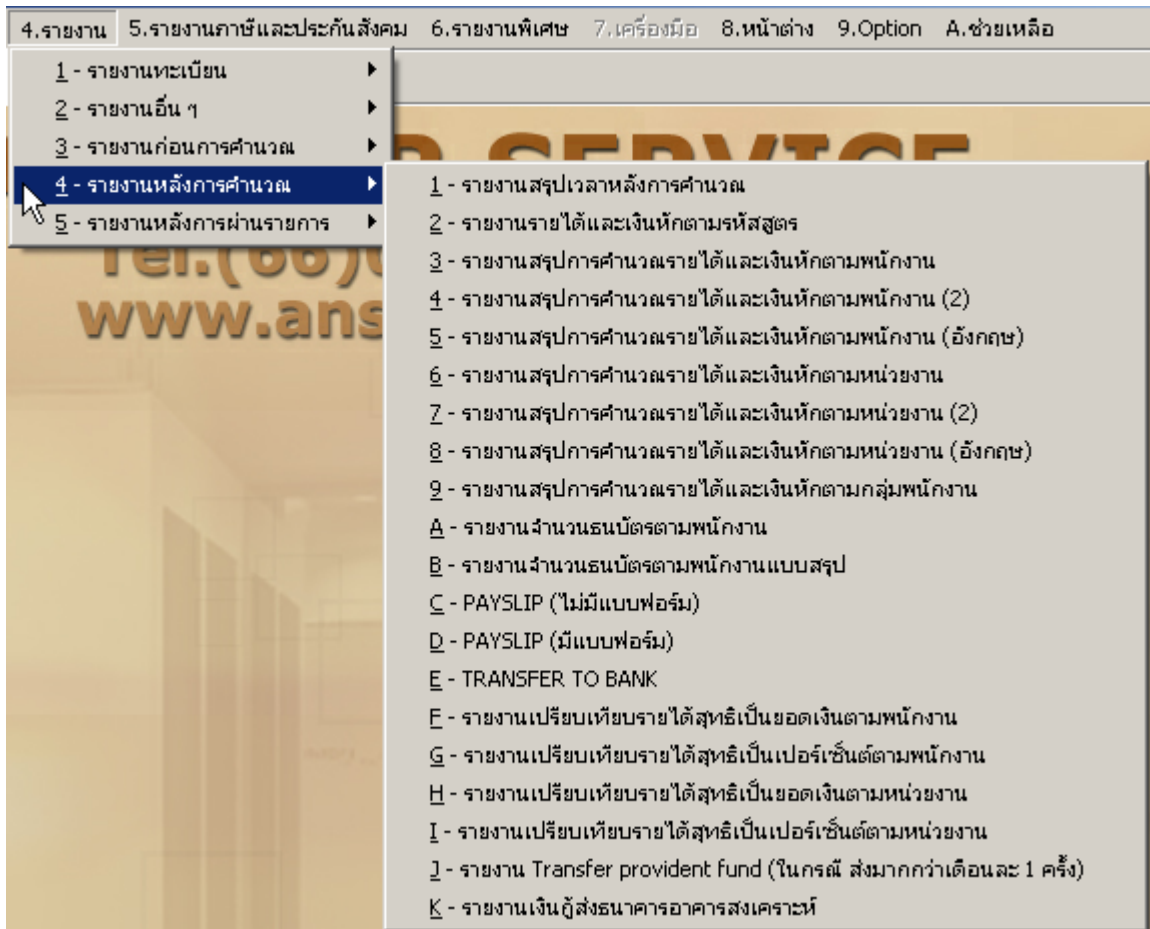 4.รายงาน 5.รายงานภาษีและประกันสังคม 6.รายงานพิเศษ 7.เครื่องมือ 8.หน้าต่าง 9.Option A.ช่วยเหลือ
1 - รายงานทะเบียน
2 - รายงานอื่น ๆ
3 - รายงานก่อนการคำนวณ
4 - รายงานหลังการคำนวณ
5 - รายงานหลังการผ่านรายการ
1 - รายงานสรุปเวลาหลังการคำนวณ
2 - รายงานรายได้และเงินหักตามรหัสสูตร
3 - รายงานสรุปการคำนวณรายได้และเงินหักตามพนักงาน
4 - รายงานสรุปการคำนวณรายได้และเงินหักตามพนักงาน (2)
5 - รายงานสรุปการคำนวณรายได้และเงินหักตามพนักงาน (อังกฤษ)
6 - รายงานสรุปการคำนวณรายได้และเงินหักตามหน่วยงาน
7 - รายงานสรุปการคำนวณรายได้และเงินหักตามหน่วยงาน (2)
8 - รายงานสรุปการคำนวณรายได้และเงินหักตามหน่วยงาน (อังกฤษ)
9 - รายงานสรุปการคำนวณรายได้และเงินหักตามกลุ่มพนักงาน
A - รายงานจำนวนธนบัตรตามพนักงาน
B - รายงานจำนวนธนบัตรตามพนักงานแบบสรุป
C - PAYSLIP (ไม่มีแบบฟอร์ม)
D - PAYSLIP (มีแบบฟอร์ม)
E - TRANSFER TO BANK
F - รายงานเปรียบเทียบรายได้สุทธิเป็นยอดเงินตามพนักงาน
G - รายงานเปรียบเทียบรายได้สุทธิเป็นเปอร์เซ็นต์ตามพนักงาน
H - รายงานเปรียบเทียบรายได้สุทธิเป็นยอดเงินตามหน่วยงาน
I - รายงานเปรียบเทียบรายได้สุทธิเป็นเปอร์เซ็นต์ตามหน่วยงาน
J - รายงาน Transfer provident fund (ในกรณี ส่งมากกว่าเดือนละ 1 ครั้ง)
K - รายงานเงินกู้ส่งธนาคารอาคารสงเคราะห์
SERVICE
Tel.(66)
www.ans